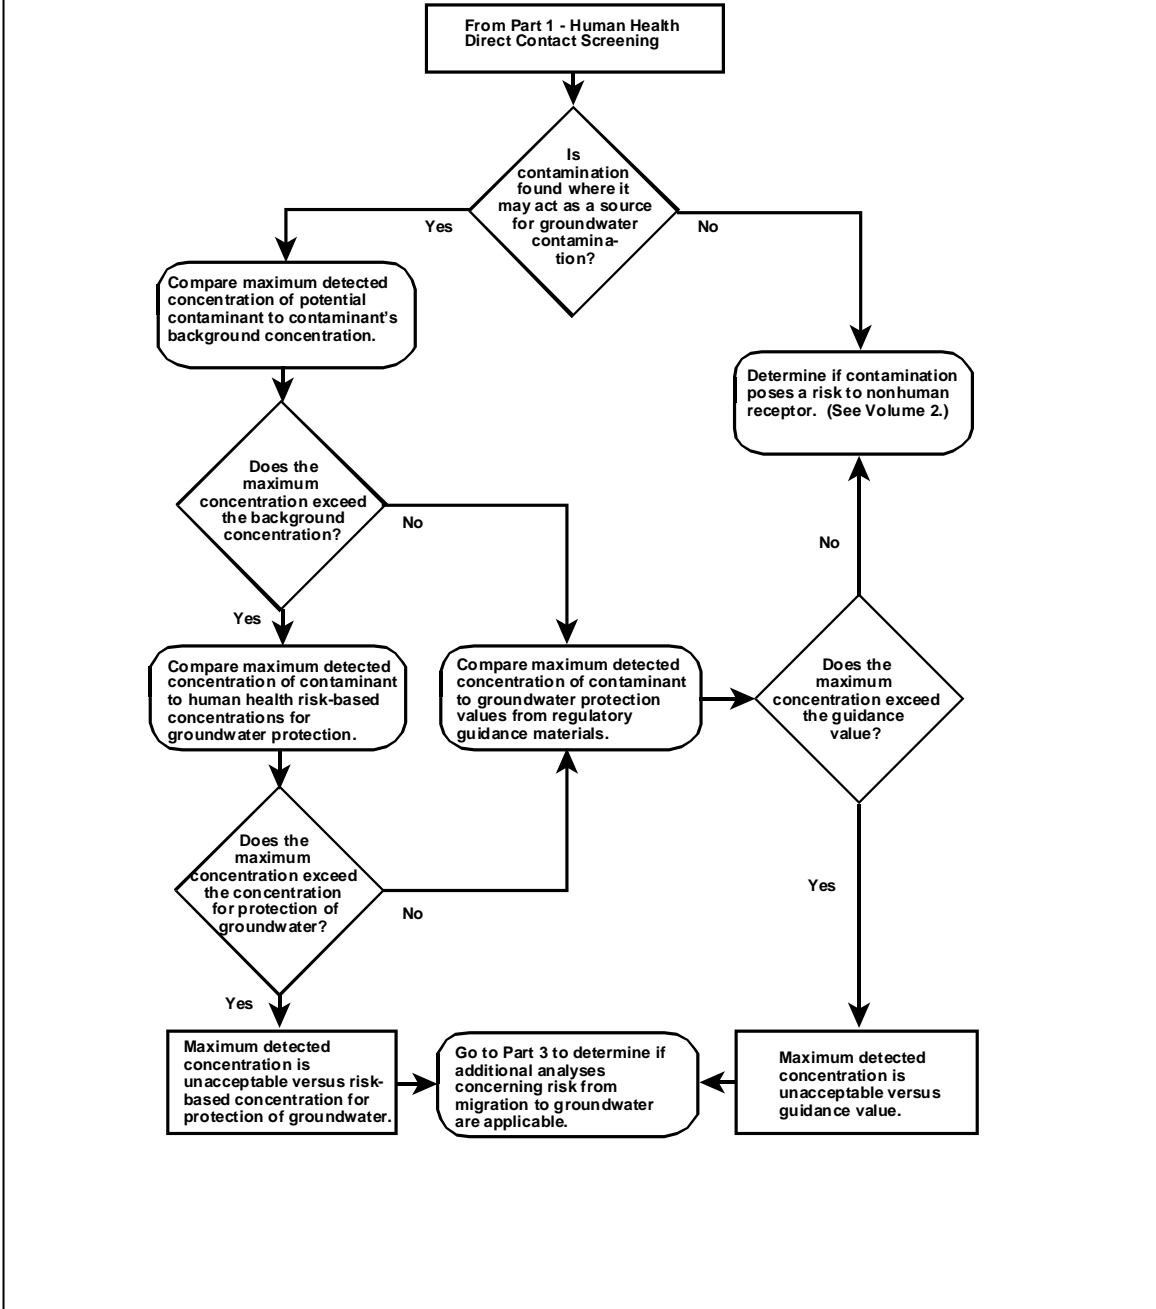 From Part 1 - Human Health
Direct Contact Screening
Is
contamination
found where it
may act as a source
for groundwater
contamina-
tion?
Yes
No
Compare maximum detected
concentration of potential
contaminant to contaminant’s
background concentration.
Determine if contamination
poses a risk to nonhuman
receptor. (See Volume 2.)
Does the
maximum
concentration exceed
the background
concentration?
No
No
Yes
Compare maximum detected
concentration of contaminant
to human health risk-based
concentrations for
groundwater protection.
Compare maximum detected
concentration of contaminant
to groundwater protection
values from regulatory
guidance materials.
Does the
maximum
concentration exceed
the guidance
value?
Does the
maximum
concentration exceed
the concentration
for protection of
groundwater?
No
Yes
Yes
Maximum detected
concentration is
unacceptable versus risk-
based concentration for
protection of groundwater.
Go to Part 3 to determine if
additional analyses
concerning risk from
migration to groundwater
are applicable.
Maximum detected
concentration is
unacceptable versus
guidance value.